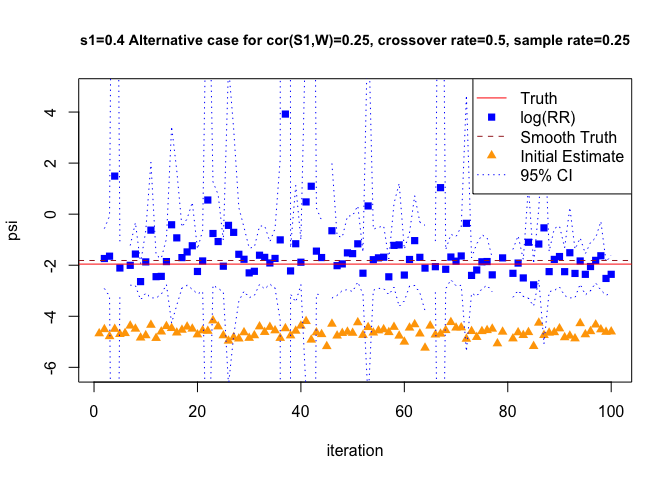 s1=0.4 Alternative case for cor(S1,W)=0.25, crossover rate=0.5, sample rate=0.25
Truth
log(RR)
Smooth Truth
Initial Estimate
95% CI
4
2
0
-2
-4
-6
psi
0 20 40 60 80 100
iteration